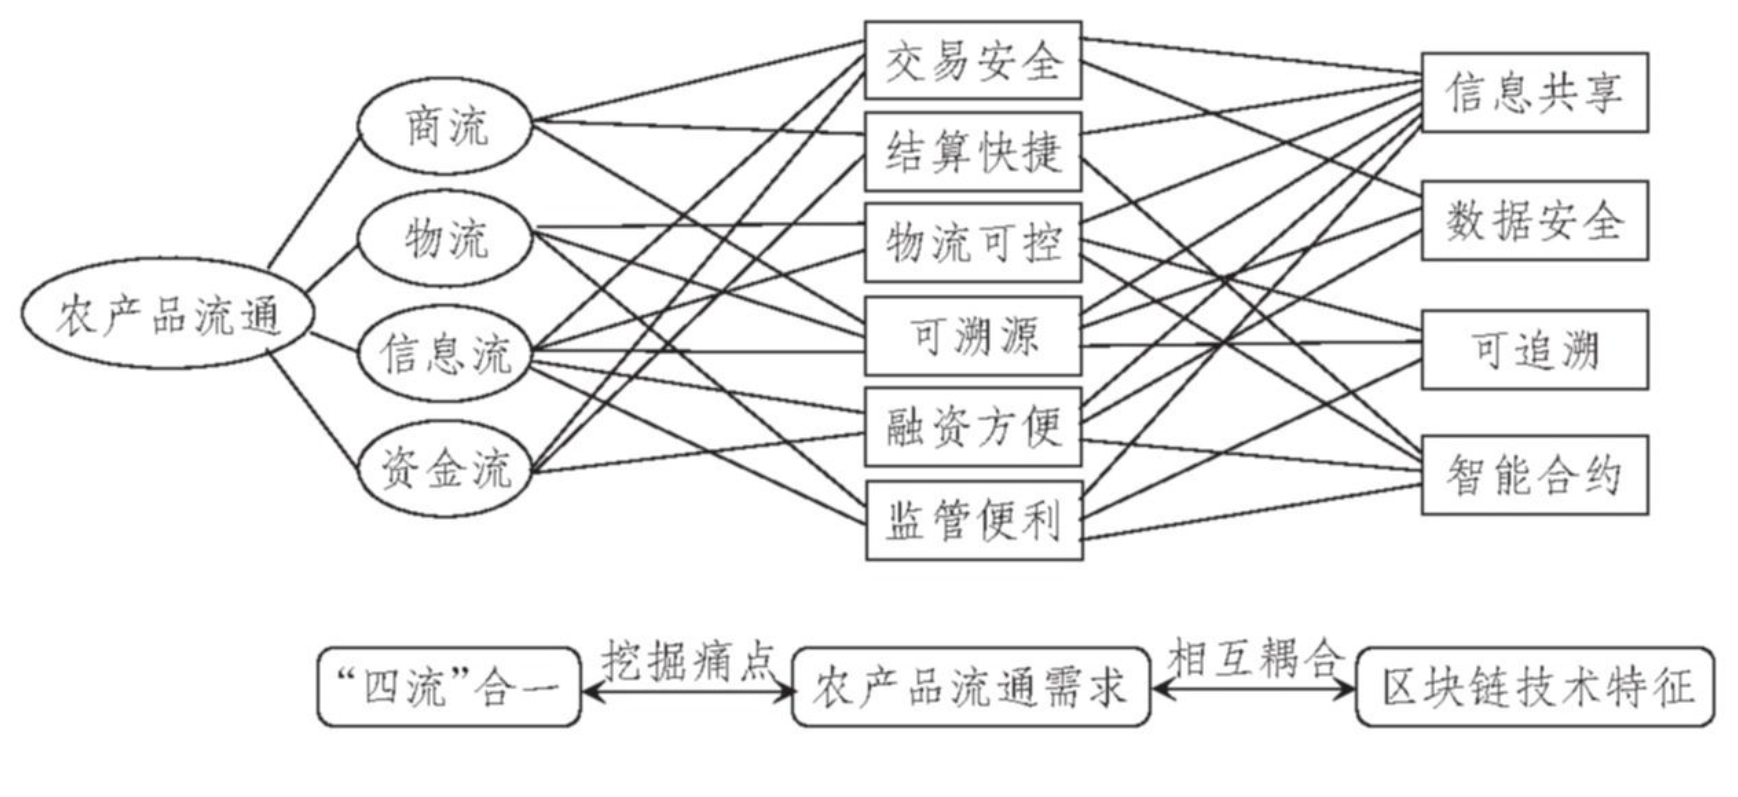 农产品流通
商流
物流
信息流
资金流
交易安全
结算快捷
物流可控
可溯源
融资方便
监管便利
信息共享
数据安全
可追溯
智能合约
“四流”合一
挖掘痛点
农产品流通需求
相互耦合
区块链技术特征